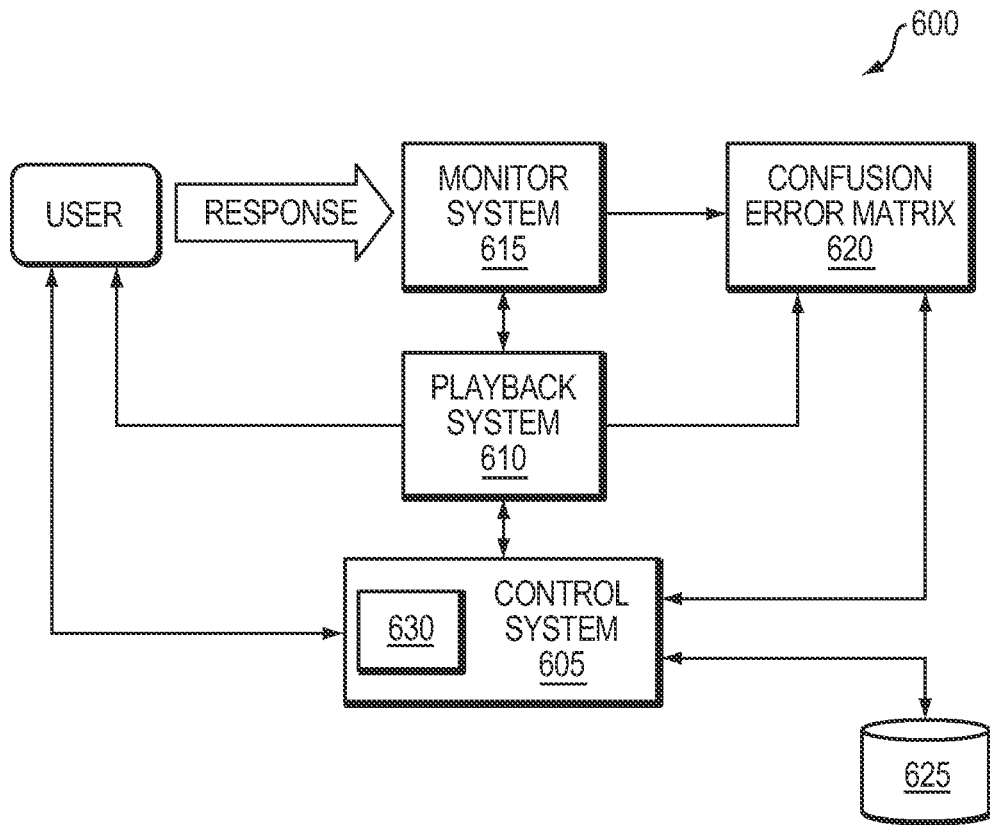 600
USER
RESPONSE
MONITOR
SYSTEM
615
CONFUSION
ERROR MATRIX
620
PLAYBACK
SYSTEM
610
630
CONTROL
SYSTEM
605
625